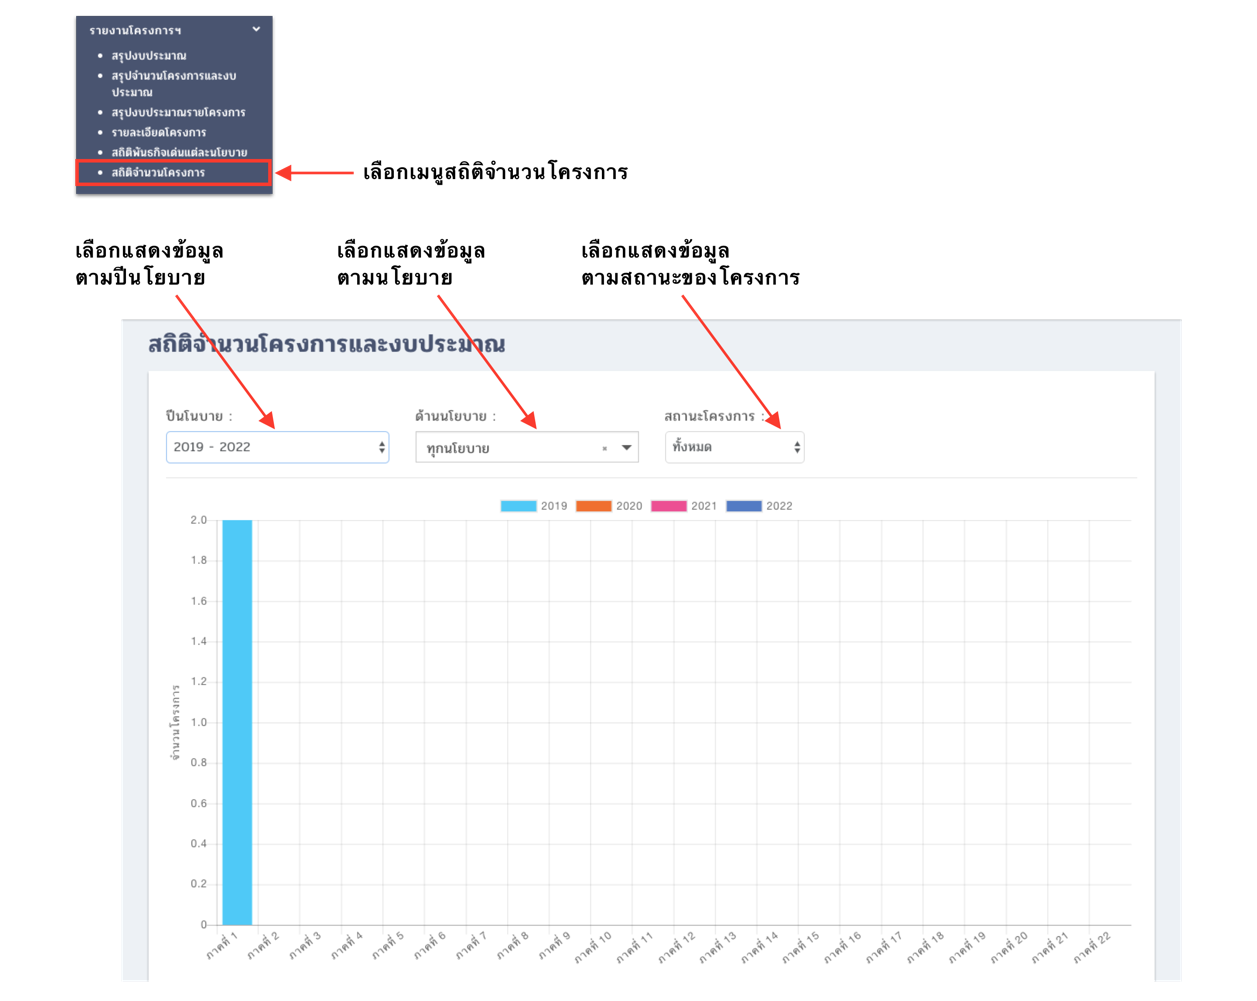 รายงานโครงการฯ
สรุปงบประมาณ
สรุปจำนวนโครงการและงบ
ประมาณ
สรุปงบประมาณรายโครงการ
รายละเอียดโครงการ
สถิติพันธกิจเด่นแต่ละนโยบาย
สถิติจำนวนโครงการ
เลือกเมนูสถิติจำนวนโครงการ
เลือกแสดงข้อมูล
ตามปีนโยบาย
เลือกแสดงข้อมูล
ตามนโยบาย
เลือกแสดงข้อมูล
ตามสถานะของโครงการ
สถิติจำนวนโครงการและงบประมาณ
ปีนโนบาย :
ด้านนโยบาย :
สถานะโครงการ :
2019 - 2022
ทุกนโยบาย
×
ทั้งหมด
2019 2020 2021 2022
จำนวนโครงการ
2.0
1.8
1.6
1.4
1.2
1.0
0.8
0.6
0.4
0.2
0
ภาคที่ 1 ภาคที่ 2 ภาคที่ 3 ภาคที่ 4 ภาคที่ 5 ภาคที่ 6 ภาคที่ 7 ภาคที่ 8 ภาคที่ 9 ภาคที่ 10 ภาคที่ 11 ภาคที่ 12 ภาคที่ 13 ภาคที่ 14 ภาคที่ 15 ภาคที่ 16 ภาคที่ 17 ภาคที่ 18 ภาคที่ 19 ภาคที่ 20 ภาคที่ 21 ภาคที่ 22